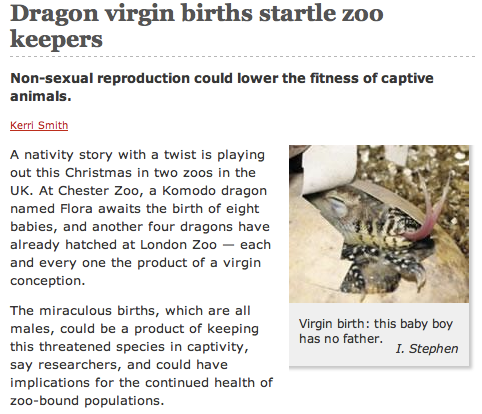 Dragon virgin births startle zoo
keepers
Non-sexual reproduction could lower the fitness of captive
animals.
Kerri Smith
A nativity story with a twist is playing
out this Christmas in two zoos in the
UK. At Chester Zoo, a Komodo dragon
named Flora awaits the birth of eight
babies, and another four dragons have
already hatched at London Zoo — each
and every one the product of a virgin
conception.
The miraculous births, which are all
males, could be a product of keeping
this threatened species in captivity,
say researchers, and could have
implications for the continued health of
zoo-bound populations.
Virgin birth: this baby boy
has no father.
I. Stephen